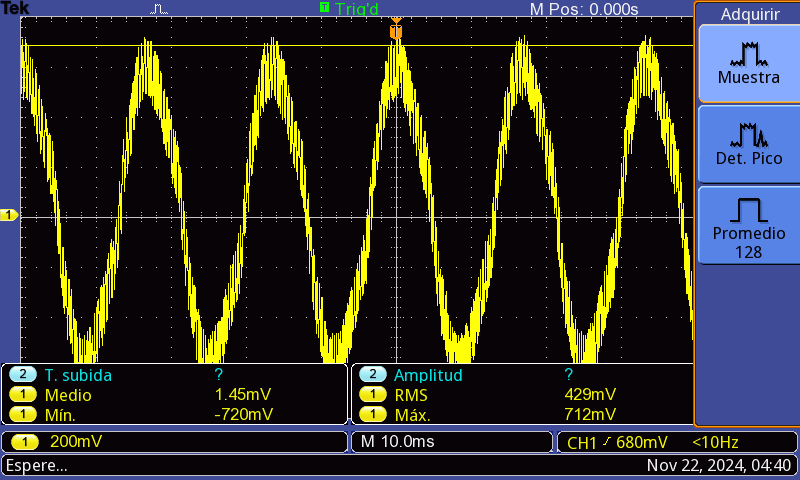 Tek T Trig'd M Pos: 0.000s
Adquirir
Muestra
Det. Pico
Promedio
128
T
1
2 T. subida ?
1 Medio 1.45mV
1 Mín. -720mV
2 Amplitud ?
1 RMS 429mV
1 Máx. 712mV
1 200mV M 10.0ms CH1 680mV <10Hz
Espere... Nov 22, 2024, 04:40